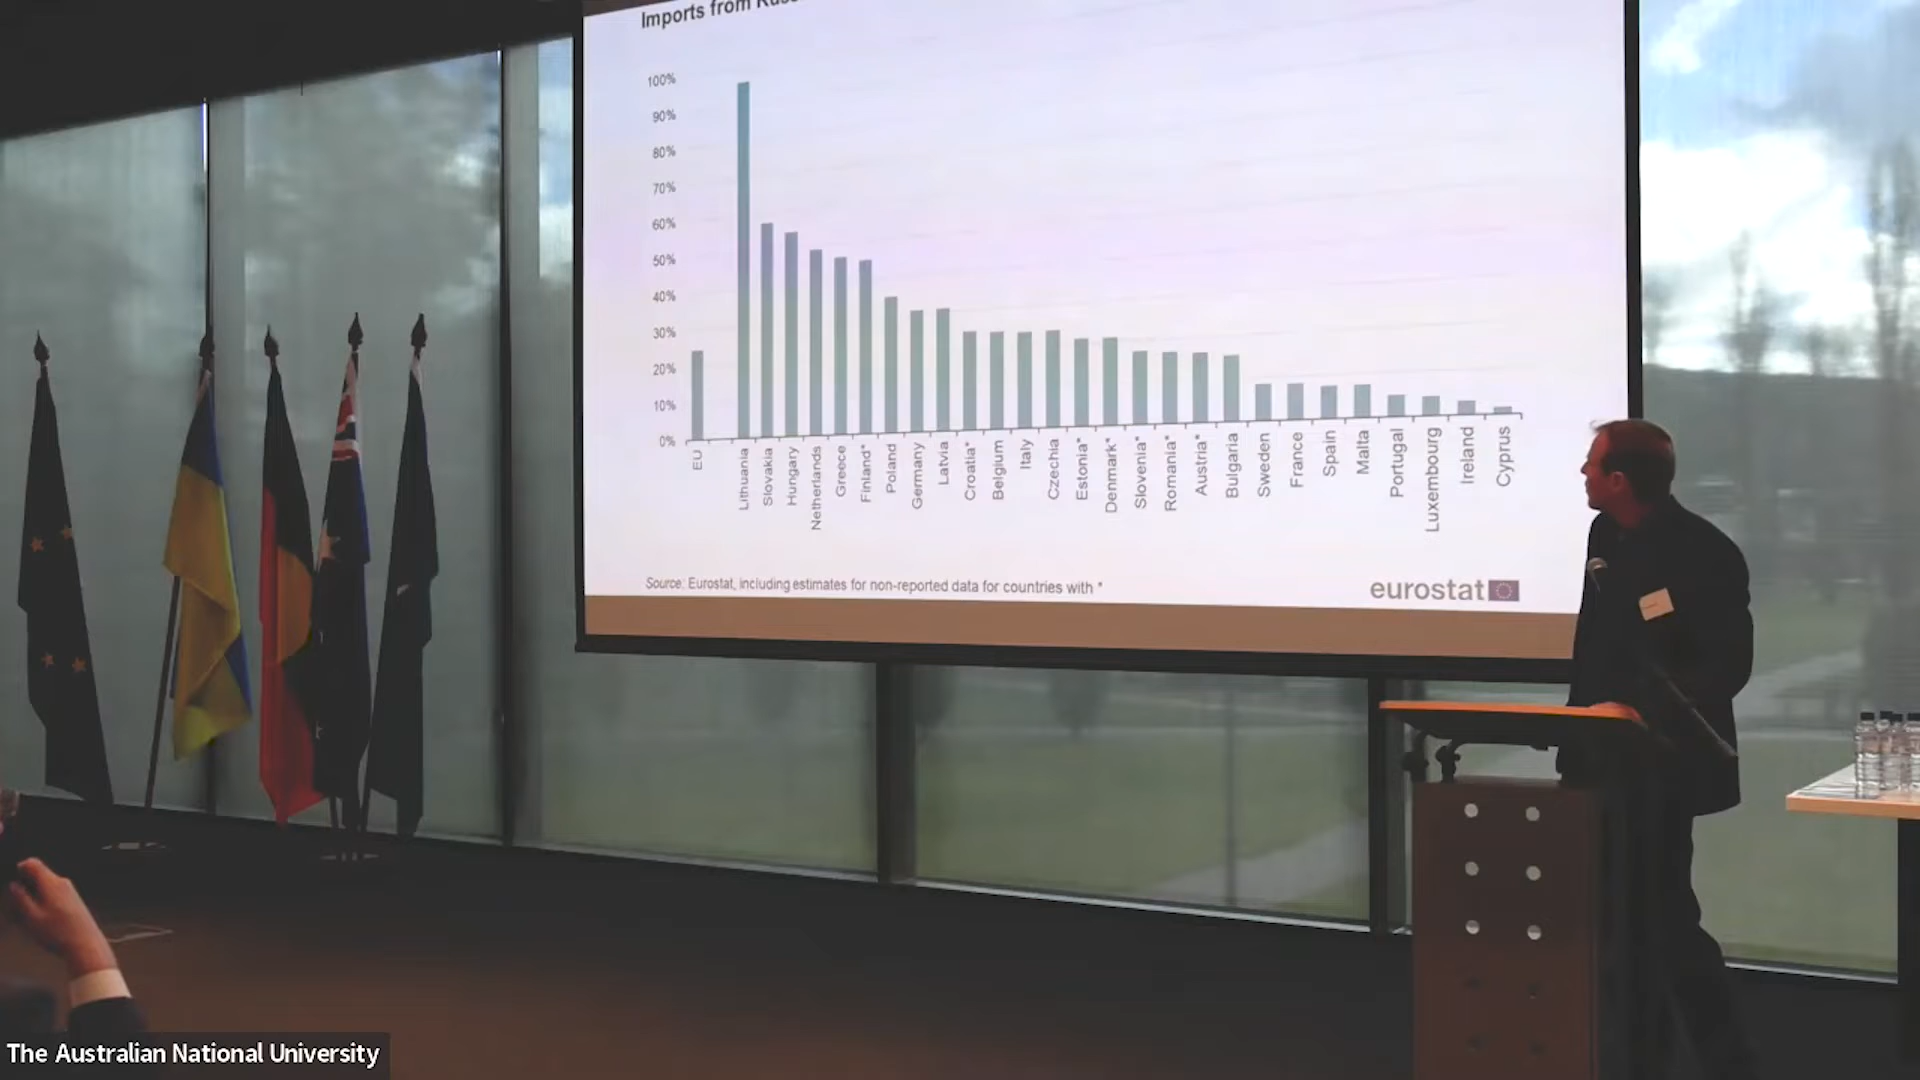 Imports from Russ
100%
90%
80%
70%
60%
50%
40%
30%
20%
10%
0%
EU
Lithuania
Slovakia
Hungary
Netherlands
Greece
Finland*
Poland
Germany
Latvia
Croatia*
Belgium
Italy
Czechia
Estonia*
Denmark*
Slovenia*
Romania*
Austria*
Bulgaria
Sweden
France
Spain
Malta
Portugal
Luxembourg
Ireland
Cyprus
Source: Eurostat, including estimates for non-reported data for countries with *
eurostat
The Australian National University